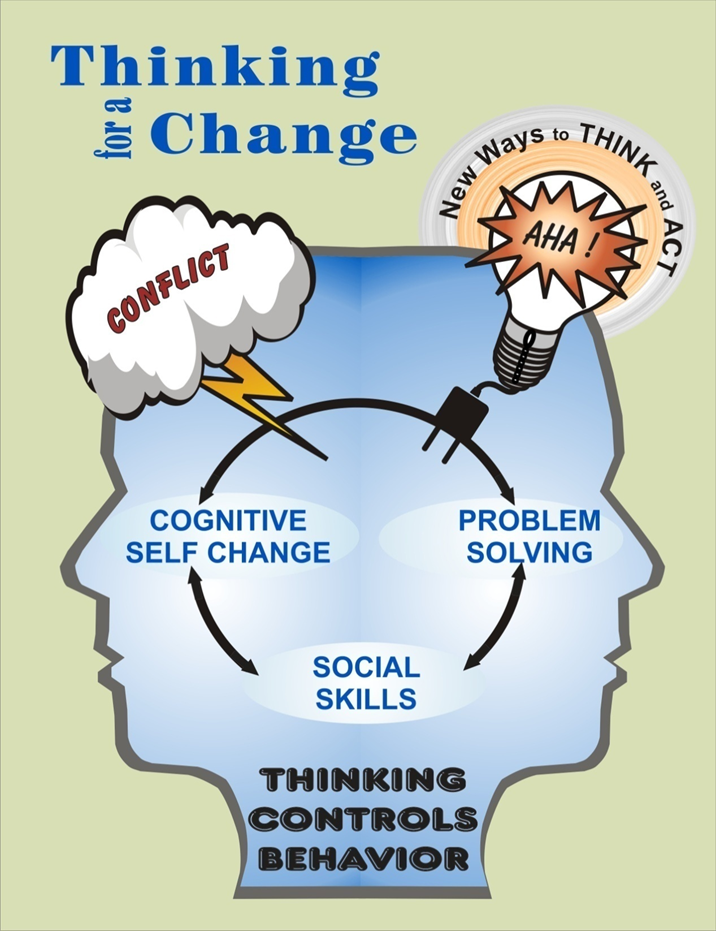 Thinking
for a Change
New Ways to THINK and ACT
AHA !
CONFLICT
COGNITIVE
SELF CHANGE
PROBLEM
SOLVING
SOCIAL
SKILLS
THINKING
CONTROLS
BEHAVIOR